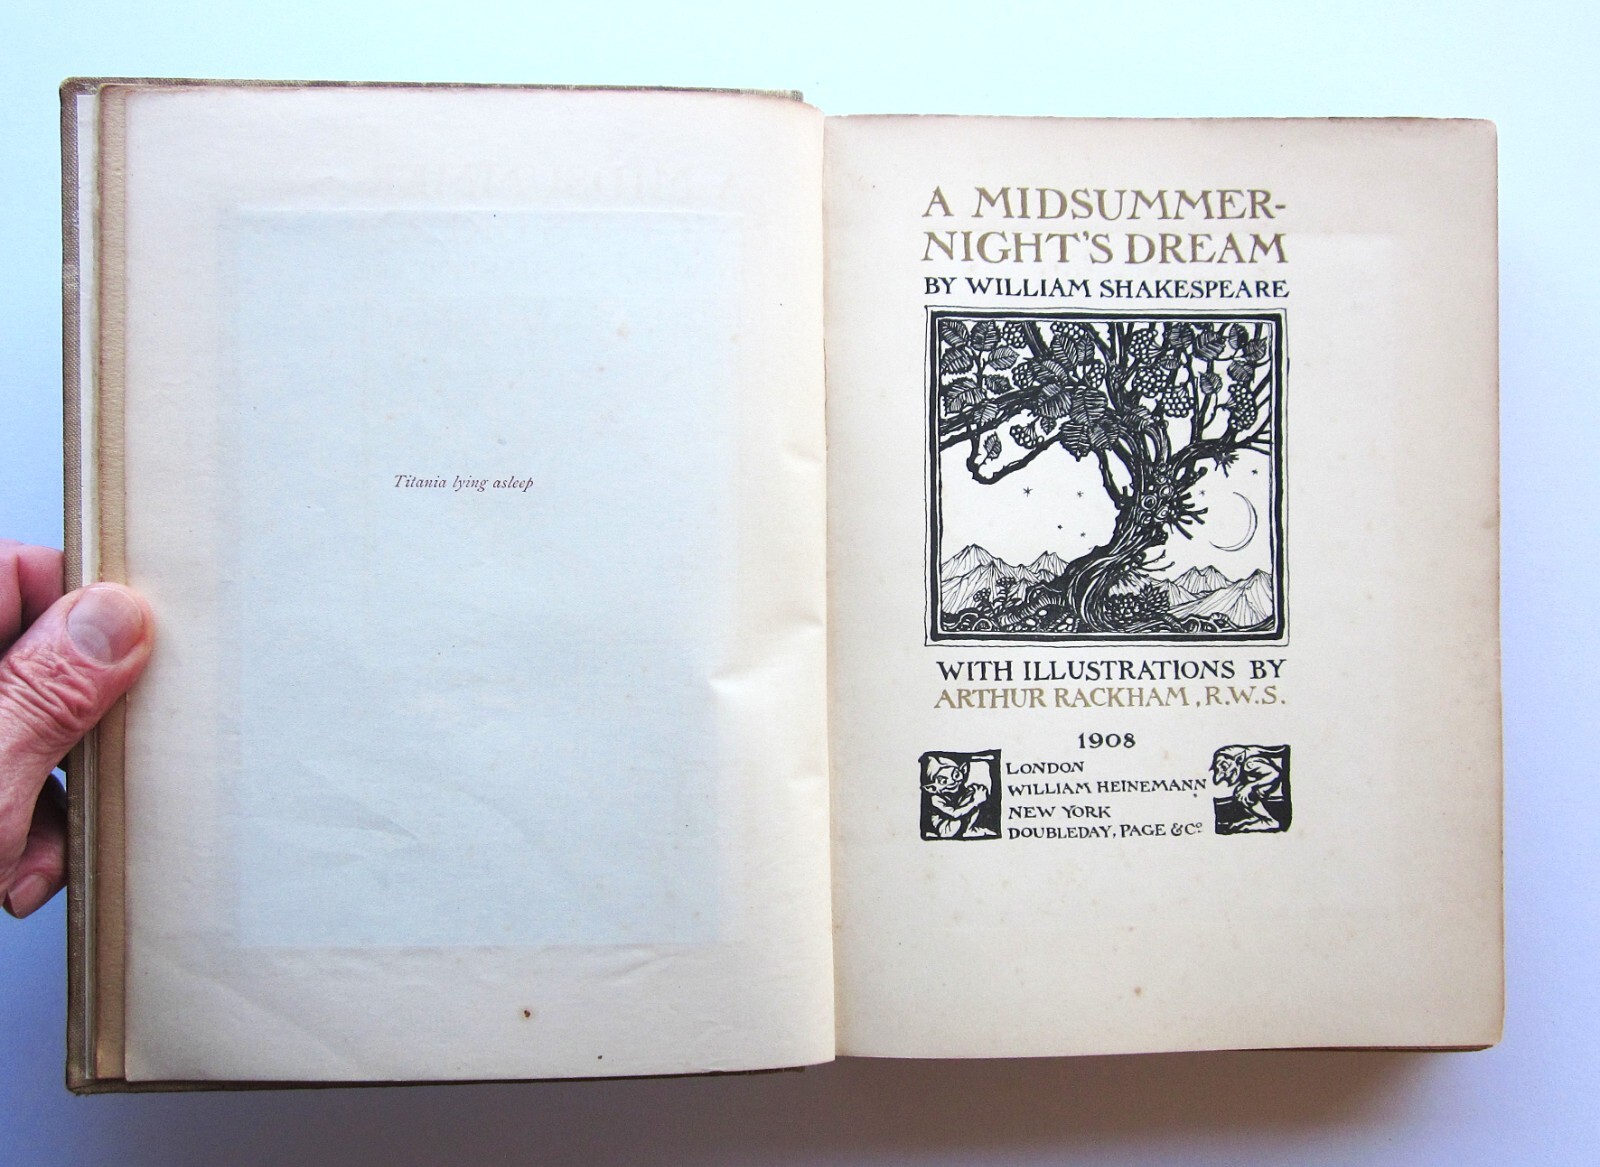 Titania lying asleep
A MIDSUMMER-
NIGHT'S DREAM
BY WILLIAM SHAKESPEARE
WITH ILLUSTRATIONS BY
ARTHUR RACKHAM, R.W.S.
1908
LONDON
WILLIAM HEINEMANN
NEW YORK
DOUBLEDAY, PAGE & Co